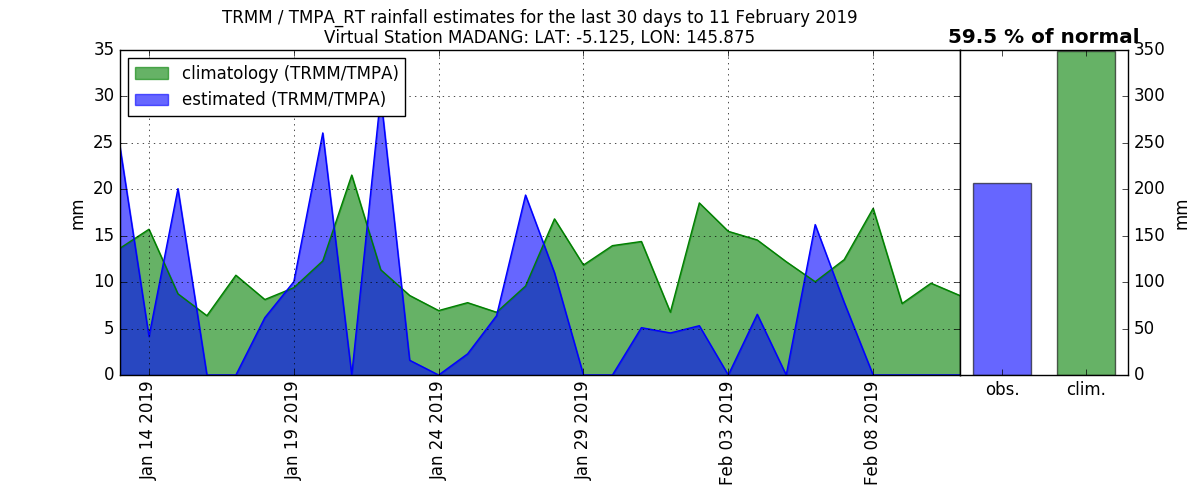 TRMM / TMPA_RT rainfall estimates for the last 30 days to 11 February 2019
Virtual Station MADANG: LAT: -5.125, LON: 145.875
59.5 % of normal
climatology (TRMM/TMPA)
estimated (TRMM/TMPA)
35
30
25
20
15
10
5
0
mm
Jan 14 2019
Jan 19 2019
Jan 24 2019
Jan 29 2019
Feb 03 2019
Feb 08 2019
350
300
250
200
150
100
50
0
mm
obs.
clim.